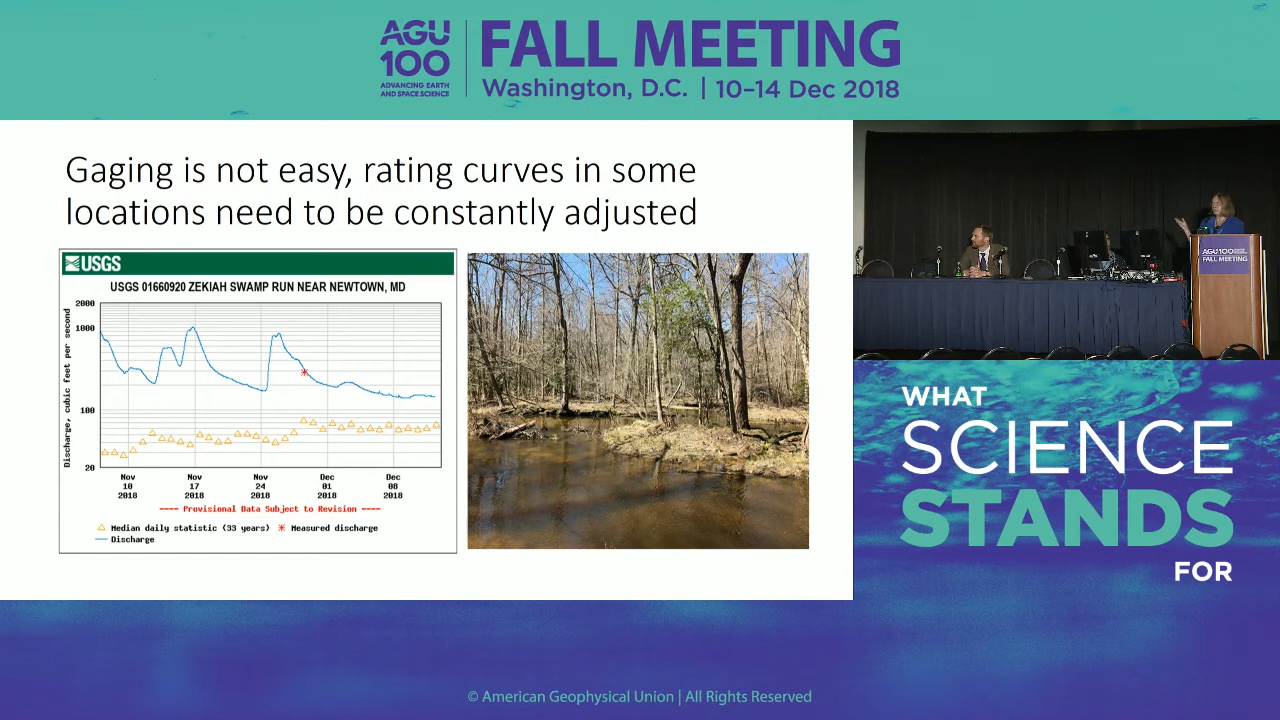 AGU
100
ADVANCING EARTH
AND SPACE SCIENCE
FALL MEETING
Washington, D.C. | 10–14 Dec 2018
Gaging is not easy, rating curves in some
locations need to be constantly adjusted
USGS
USGS 01660920 ZEKIAH SWAMP RUN NEAR NEWTOWN, MD
Discharge, cubic feet per second
2000
1000
100
20
Nov
10
2018
Nov
17
2018
Nov
24
2018
Dec
01
2018
Dec
08
2018
---- Provisional Data Subject to Revision ----
Median daily statistic (33 years)
Measured discharge
Discharge
AGU100
FALL MEETING
WHAT
SCIENCE
STANDS
FOR
© American Geophysical Union | All Rights Reserved